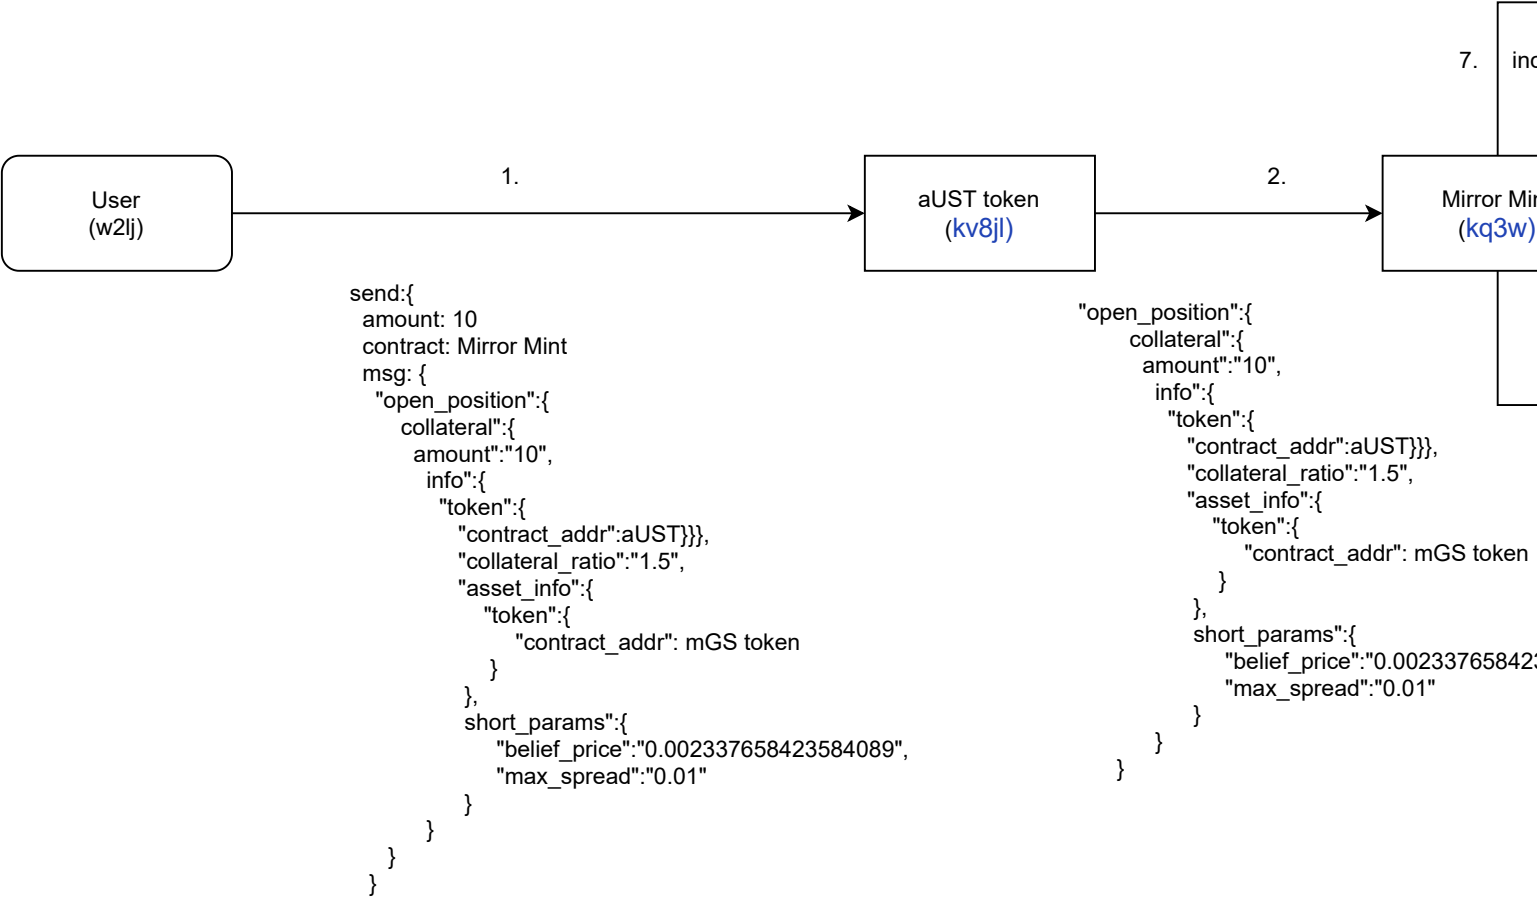 7.
1.
2.
User
(w2lj)
aUST token
(kv8jl)
Mirror
(kq3w)
send:{
amount: 10
contract: Mirror Mint
msg: {
"open_position":{
collateral":{
amount":"10",
info":{
"token":{
"contract_addr":aUST}}},
"collateral_ratio":"1.5",
"asset_info":{
"token":{
"contract_addr": mGS token
}
},
short_params":{
"belief_price":"0.002337658423584089",
"max_spread":"0.01"
}
}
}
}
"open_position":{
collateral":{
amount":"10",
info":{
"token":{
"contract_addr":aUST}}},
"collateral_ratio":"1.5",
"asset_info":{
"token":{
"contract_addr": mGS token
}
},
short_params":{
"belief_price":"0.00233765842
"max_spread":"0.01"
}
}
}